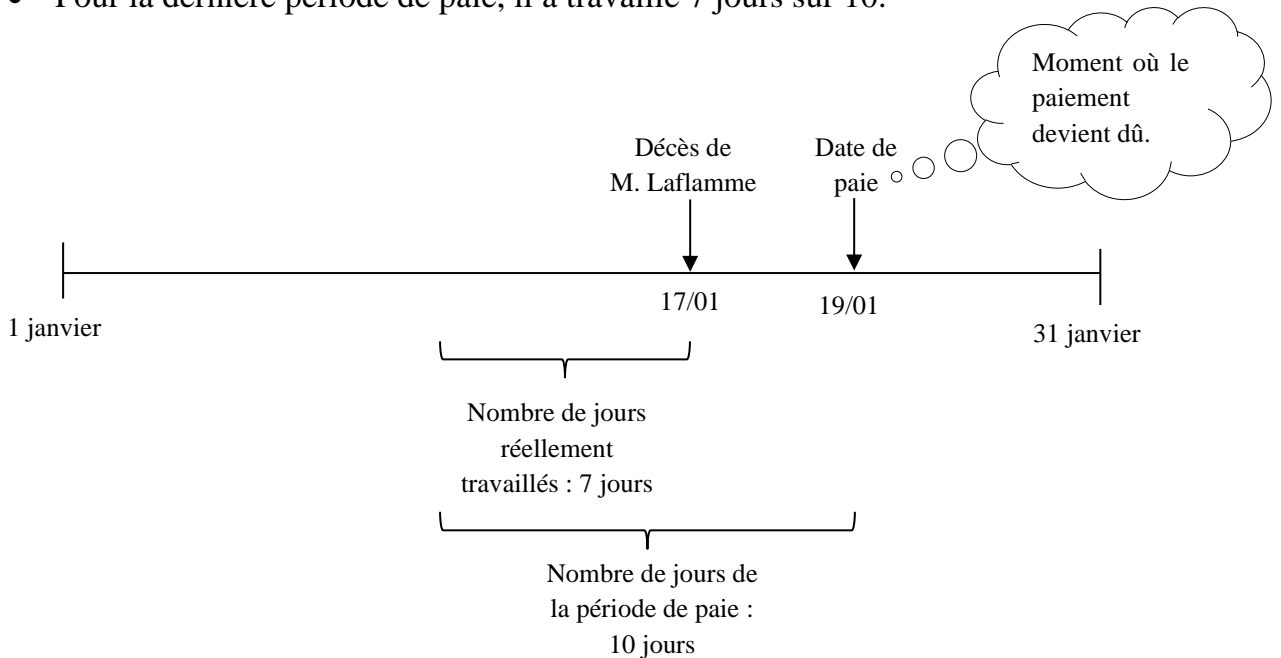 • Pour la dernière période de paie, il a travaillé 7 jours sur 10.
Moment où le
paiement
devient dû.
Décès de
M. Laflamme
Date de
paie
17/01
19/01
1 janvier
31 janvier
Nombre de jours
réellement
travaillés : 7 jours
Nombre de jours de
la période de paie :
10 jours